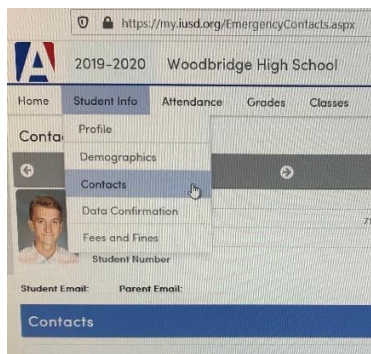 https://my.iusd.org/EmergencyContacts.aspx
A 2019-2020 Woodbridge High School
Home Student Info Attendance Grades Classes
Conta
Profile
Demographics
Contacts
Data Confirmation
Fees and Fines
Student Number
Student Email: Parent Email:
Contacts